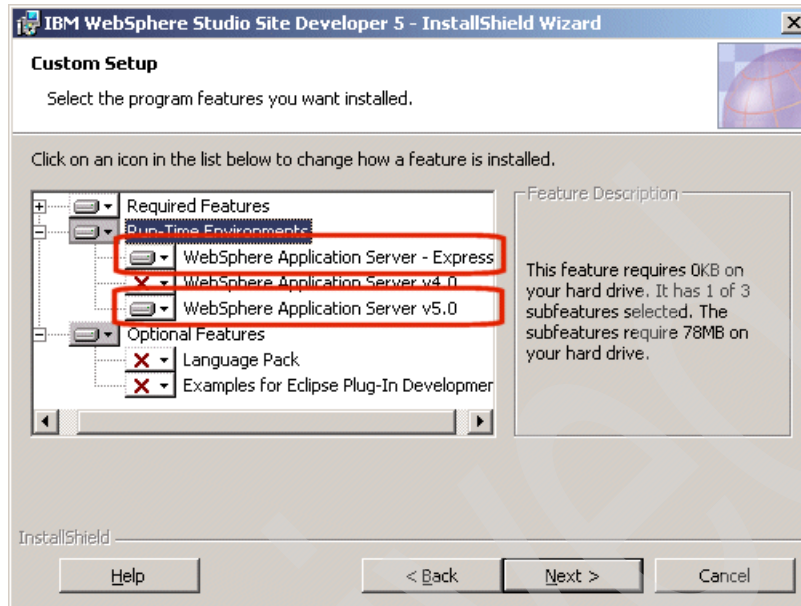 IBM WebSphere Studio Site Developer 5 - InstallShield Wizard
Custom Setup
Select the program features you want installed.
Click on an icon in the list below to change how a feature is installed.
Required Features
Run-Time Environments
WebSphere Application Server - Express
WebSphere Application Server v4.0
WebSphere Application Server v5.0
Optional Features
Language Pack
Examples for Eclipse Plug-In Developmen
Feature Description
This feature requires 0KB on
your hard drive. It has 1 of 3
subfeatures selected. The
subfeatures require 78MB on
your hard drive.
InstallShield
Help
< Back
Next >
Cancel